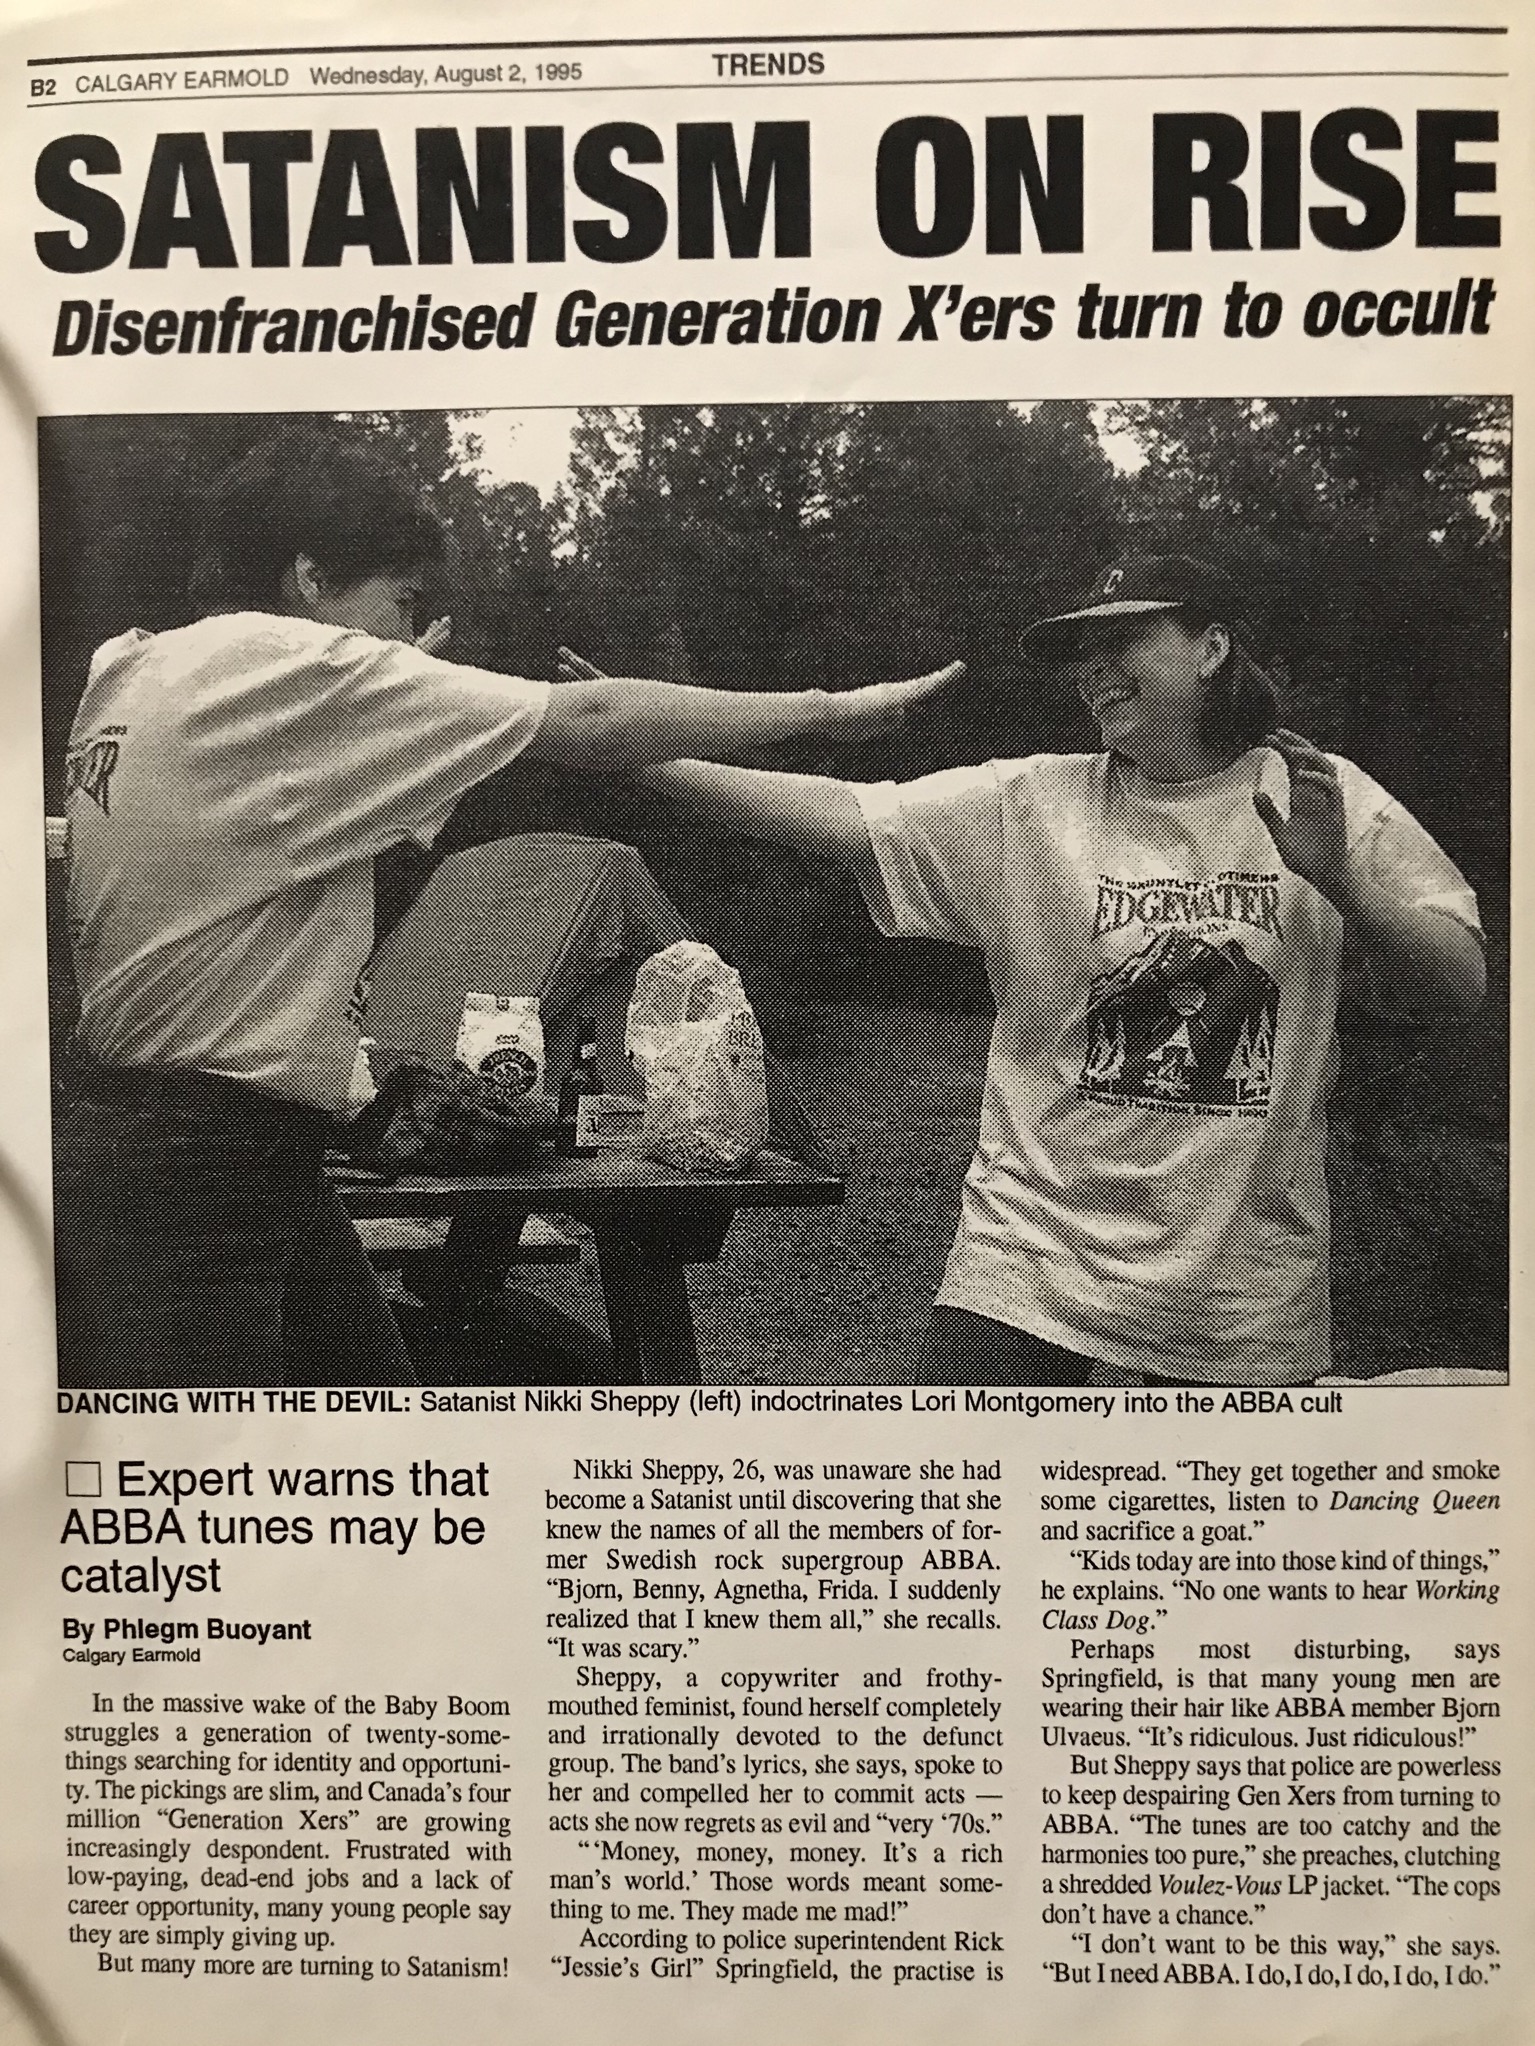 B2 CALGARY EARMOLD Wednesday, August 2, 1995
TRENDS
SATANISM ON RISE
Disenfranchised Generation X’ers turn to occult
C
THE GAUNTLET
EDGEWATER
A PROUD TRADITION SINCE
DANCING WITH THE DEVIL: Satanist Nikki Sheppy (left) indoctrinates Lori Montgomery into the ABBA cult
□ Expert warns that
ABBA tunes may be
catalyst
By Phlegm Buoyant
Calgary Earmold
In the massive wake of the Baby Boom
struggles a generation of twenty-some-
things searching for identity and opportuni-
ty. The pickings are slim, and Canada’s four
million “Generation Xers” are growing
increasingly despondent. Frustrated with
low-paying, dead-end jobs and a lack of
career opportunity, many young people say
they are simply giving up.
But many more are turning to Satanism!
Nikki Sheppy, 26, was unaware she had
become a Satanist until discovering that she
knew the names of all the members of for-
mer Swedish rock supergroup ABBA.
“Bjorn, Benny, Agnetha, Frida. I suddenly
realized that I knew them all,” she recalls.
“It was scary.”
Sheppy, a copywriter and frothy-
mouthed feminist, found herself completely
and irrationally devoted to the defunct
group. The band’s lyrics, she says, spoke to
her and compelled her to commit acts —
acts she now regrets as evil and “very ‘70s.”
“‘Money, money, money. It’s a rich
man’s world.’ Those words meant some-
thing to me. They made me mad!”
According to police superintendent Rick
“Jessie’s Girl” Springfield, the practise is
widespread. “They get together and smoke
some cigarettes, listen to Dancing Queen
and sacrifice a goat.”
“Kids today are into those kind of things,”
he explains. “No one wants to hear Working
Class Dog.”
Perhaps most disturbing, says
Springfield, is that many young men are
wearing their hair like ABBA member Bjorn
Ulvaeus. “It’s ridiculous. Just ridiculous!”
But Sheppy says that police are powerless
to keep despairing Gen Xers from turning to
ABBA. “The tunes are too catchy and the
harmonies too pure,” she preaches, clutching
a shredded Voulez-Vous LP jacket. “The cops
don’t have a chance.”
“I don’t want to be this way,” she says.
“But I need ABBA. I do, I do, I do, I do, I do.”